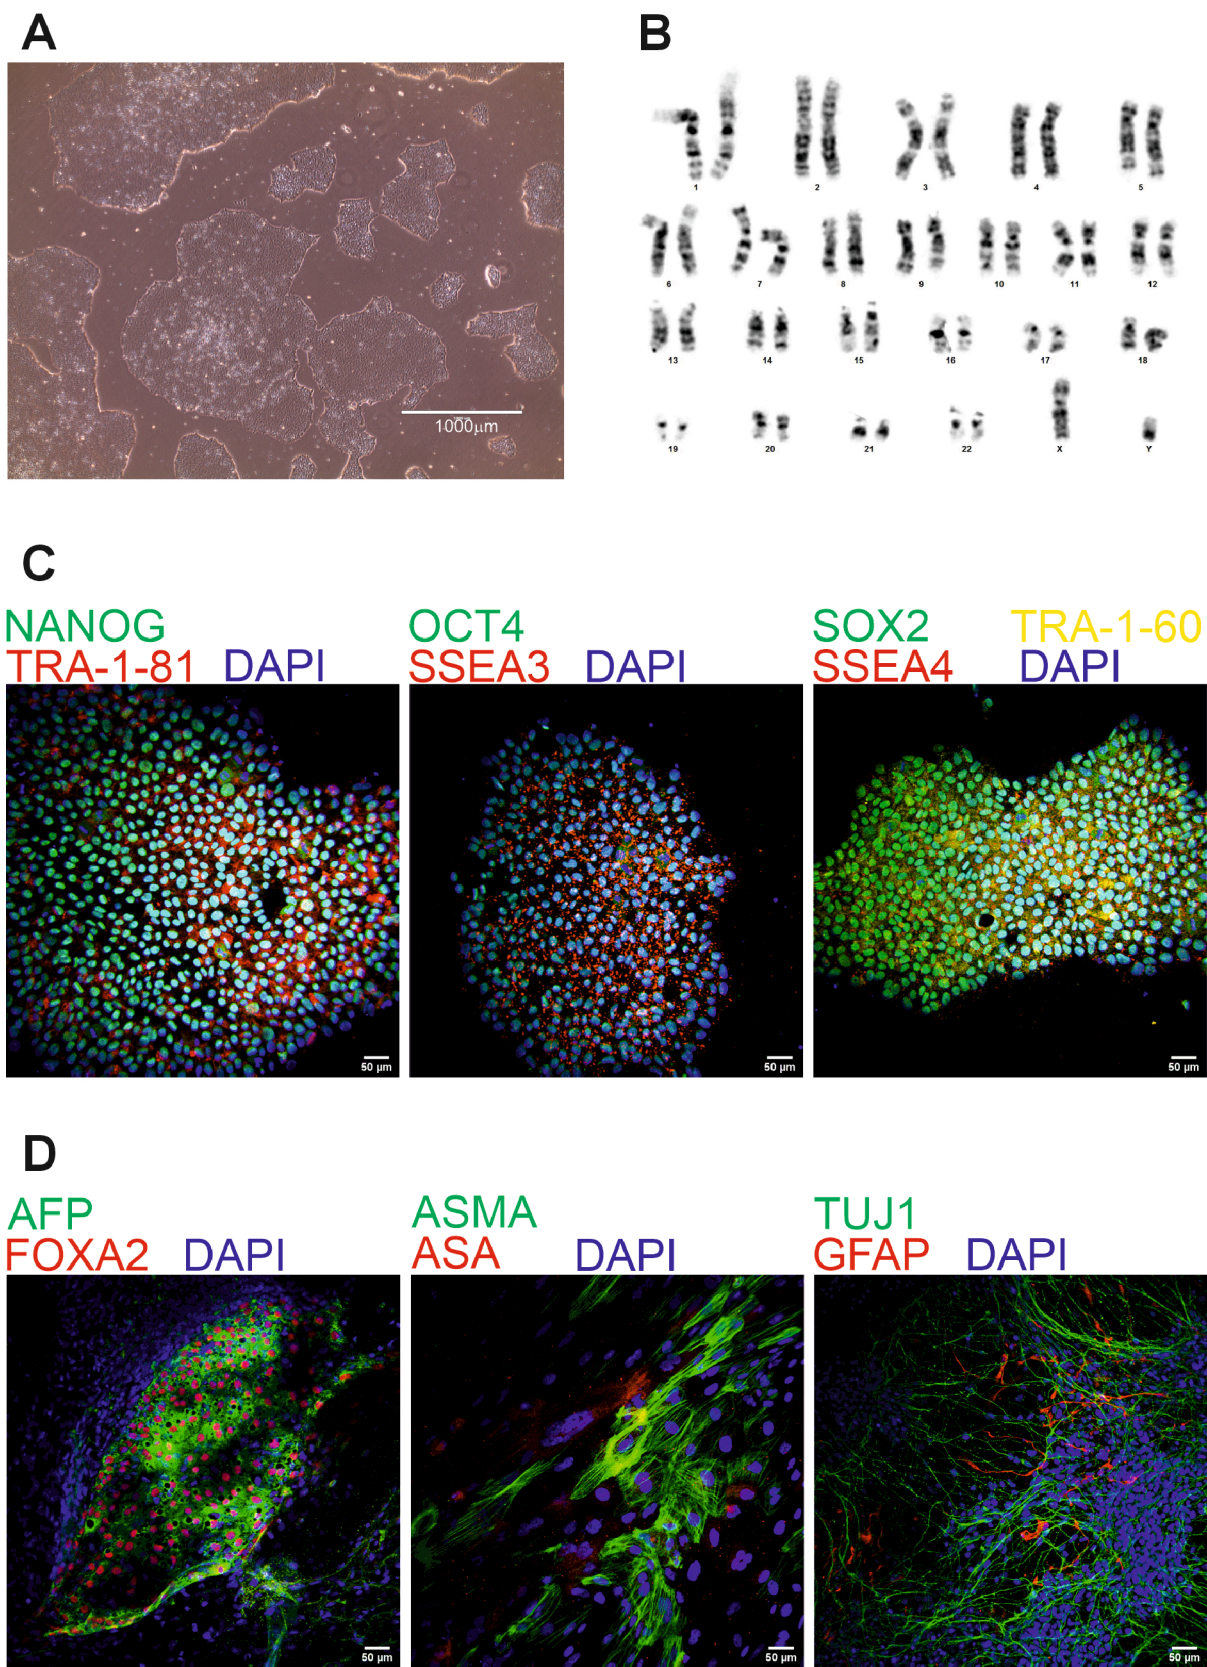 A
1000µm
B
1 2 3 4 5
6 7 8 9 10 11 12
13 14 15 16 17 18
19 20 21 22 X Y
C
NANOG
TRA-1-81 DAPI
50 µm
OCT4
SSEA3 DAPI
50 µm
SOX2 TRA-1-60
SSEA4 DAPI
50 µm
D
AFP
FOXA2 DAPI
50 µm
ASMA
ASA DAPI
50 µm
TUJ1
GFAP DAPI
50 µm